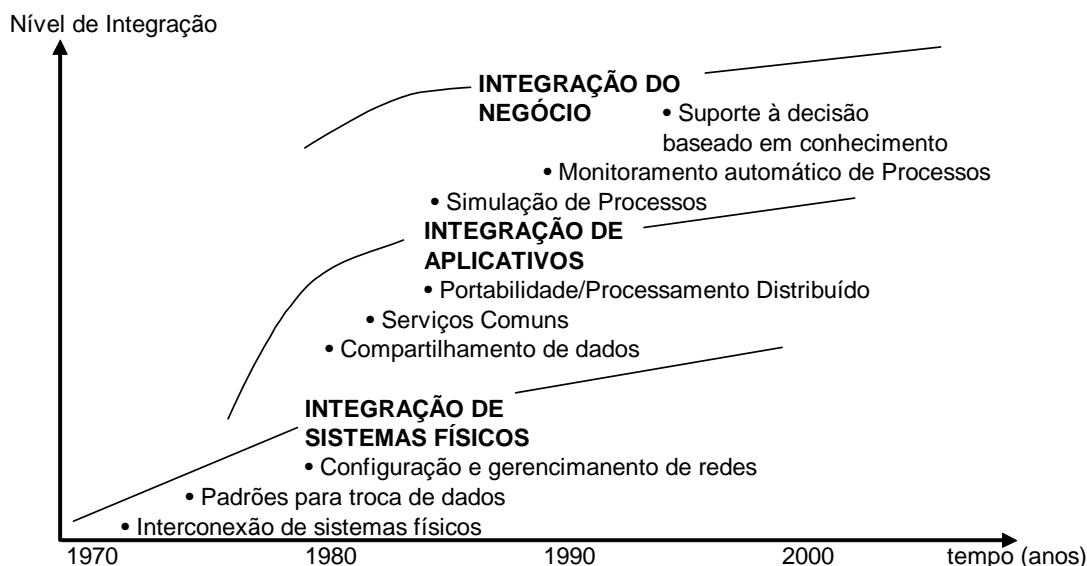 Nível de Integração
INTEGRAÇÃO DO
NEGÓCIO
• Suporte à decisão
baseado em conhecimento
• Monitoramento automático de Processos
• Simulação de Processos
INTEGRAÇÃO DE
APLICATIVOS
• Portabilidade/Processamento Distribuído
• Serviços Comuns
• Compartilhamento de dados
INTEGRAÇÃO DE
SISTEMAS FÍSICOS
• Configuração e gerencimanento de redes
• Padrões para troca de dados
• Interconexão de sistemas físicos
1970 1980 1990 2000 tempo (anos)